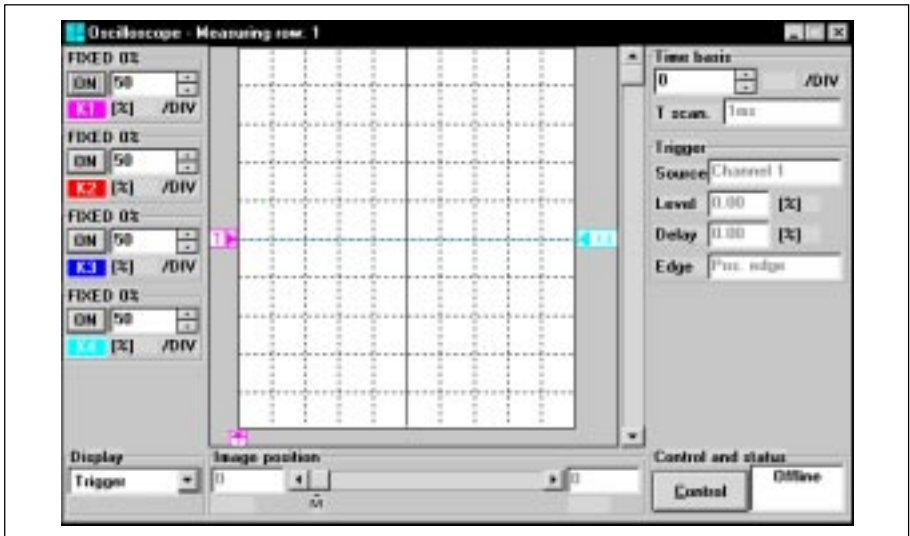 Oscilloscope - Measuring row: 1
FIXED 0%
ON 50
K1 [%] /DIV
FIXED 0%
ON 50
K2 [%] /DIV
FIXED 0%
ON 50
K3 [%] /DIV
FIXED 0%
ON 50
K4 [%] /DIV
Display
Trigger
T
K4
Image position
0
0
M
Time basis
0 /DIV
T scan. 1ms
Trigger
Source Channel 1
Level 0.00 [%]
Delay 0.00 [%]
Edge Pos. edge
Control and status
Control
Offline